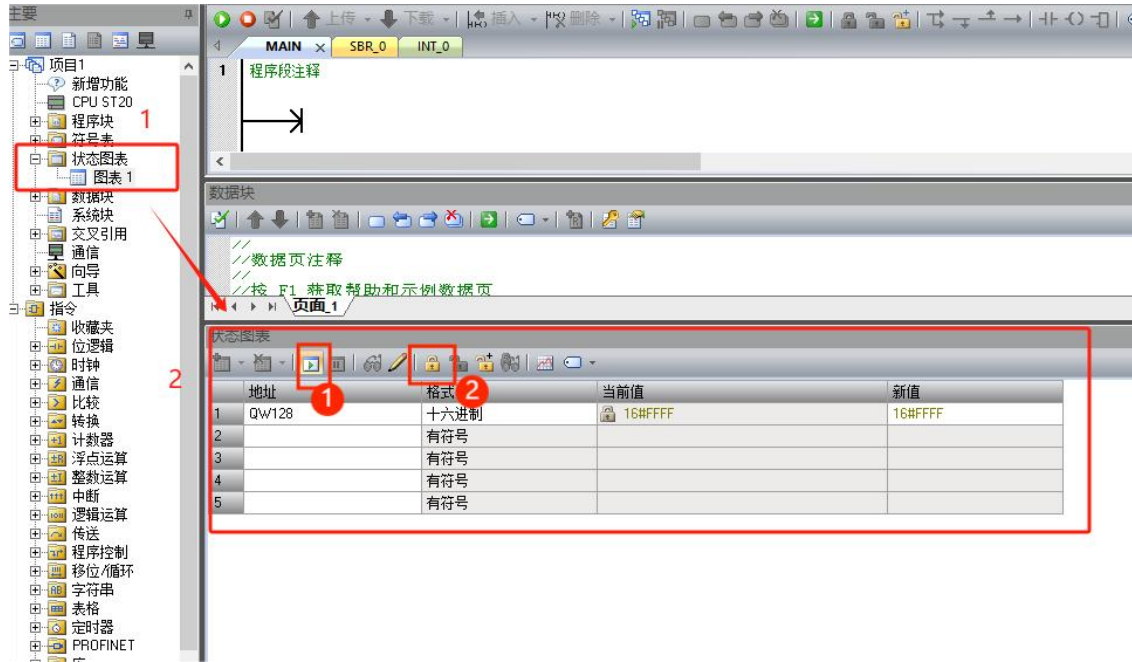 主要
项目1
新增功能
CPU ST20
程序块
符号表
状态图表
图表 1
数据块
系统块
交叉引用
通信
向导
工具
指令
收藏夹
位逻辑
时钟
通信
比较
转换
计数器
浮点运算
整数运算
中断
逻辑运算
传送
程序控制
移位/循环
字符串
表格
定时器
PROFINET
库
1
2
上传 下载 插入 删除
MAIN SBR_0 INT_0
1 程序段注释
数据块
//
//数据页注释
//
//按 F1 获取帮助和示例数据页
页面_1
状态图表
1 2
地址 格式 当前值 新值
1 QW128 十六进制 16#FFFF 16#FFFF
2 有符号
3 有符号
4 有符号
5 有符号